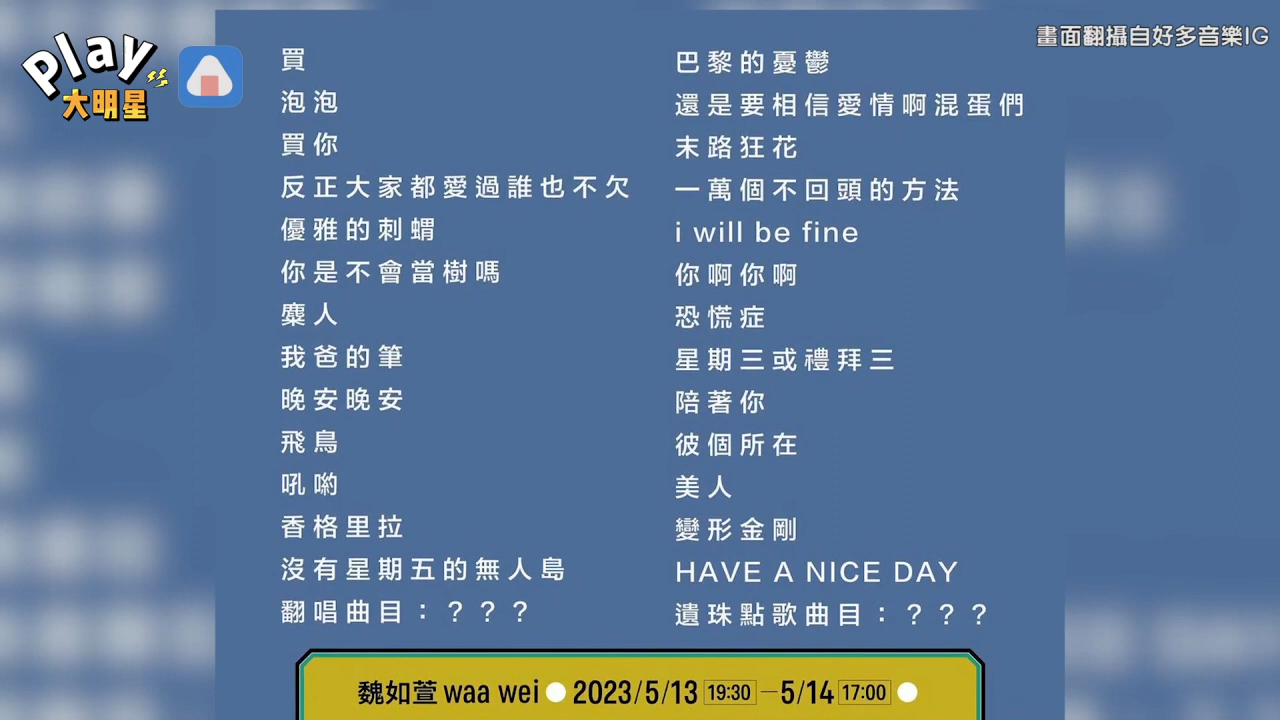 Play
大明星
畫面翻攝自好多音樂IG
買
泡泡
買你
反正大家都愛過誰也不欠
優雅的刺蝟
你是不會當樹嗎
麋人
我爸的筆
晚安晚安
飛鳥
吼喲
香格里拉
沒有星期五的無人島
翻唱曲目：？？？
巴黎的憂鬱
還是要相信愛情啊混蛋們
末路狂花
一萬個不回頭的方法
i will be fine
你啊你啊
恐慌症
星期三或禮拜三
陪著你
彼個所在
美人
變形金剛
HAVE A NICE DAY
遺珠點歌曲目：？？？
魏如萱 waa wei ● 2023/5/13 19:30 — 5/14 17:00 ●